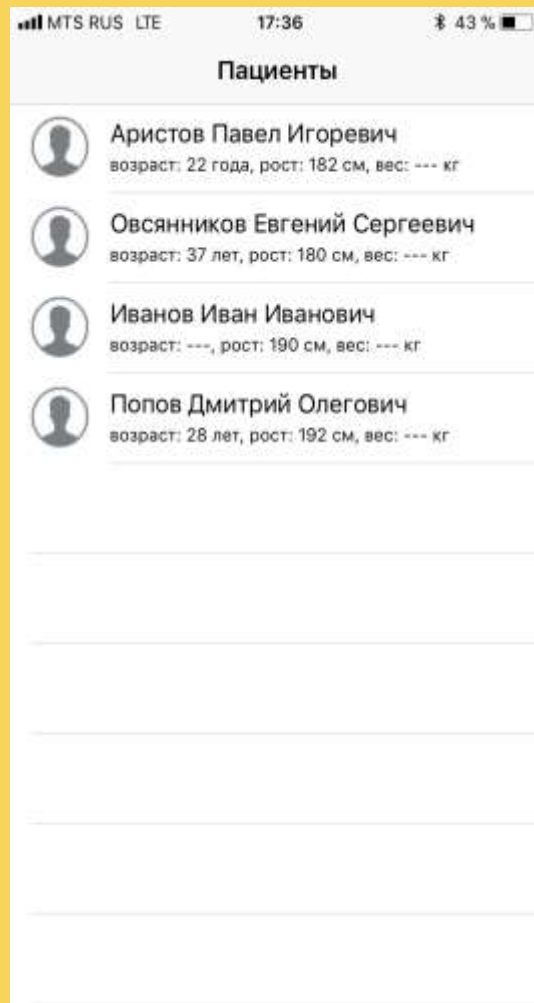 MTS RUS LTE 17:36 43 %
Пациенты
Аристов Павел Игоревич
возраст: 22 года, рост: 182 см, вес: --- кг
Овсянников Евгений Сергеевич
возраст: 37 лет, рост: 180 см, вес: --- кг
Иванов Иван Иванович
возраст: ---, рост: 190 см, вес: --- кг
Попов Дмитрий Олегович
возраст: 28 лет, рост: 192 см, вес: --- кг